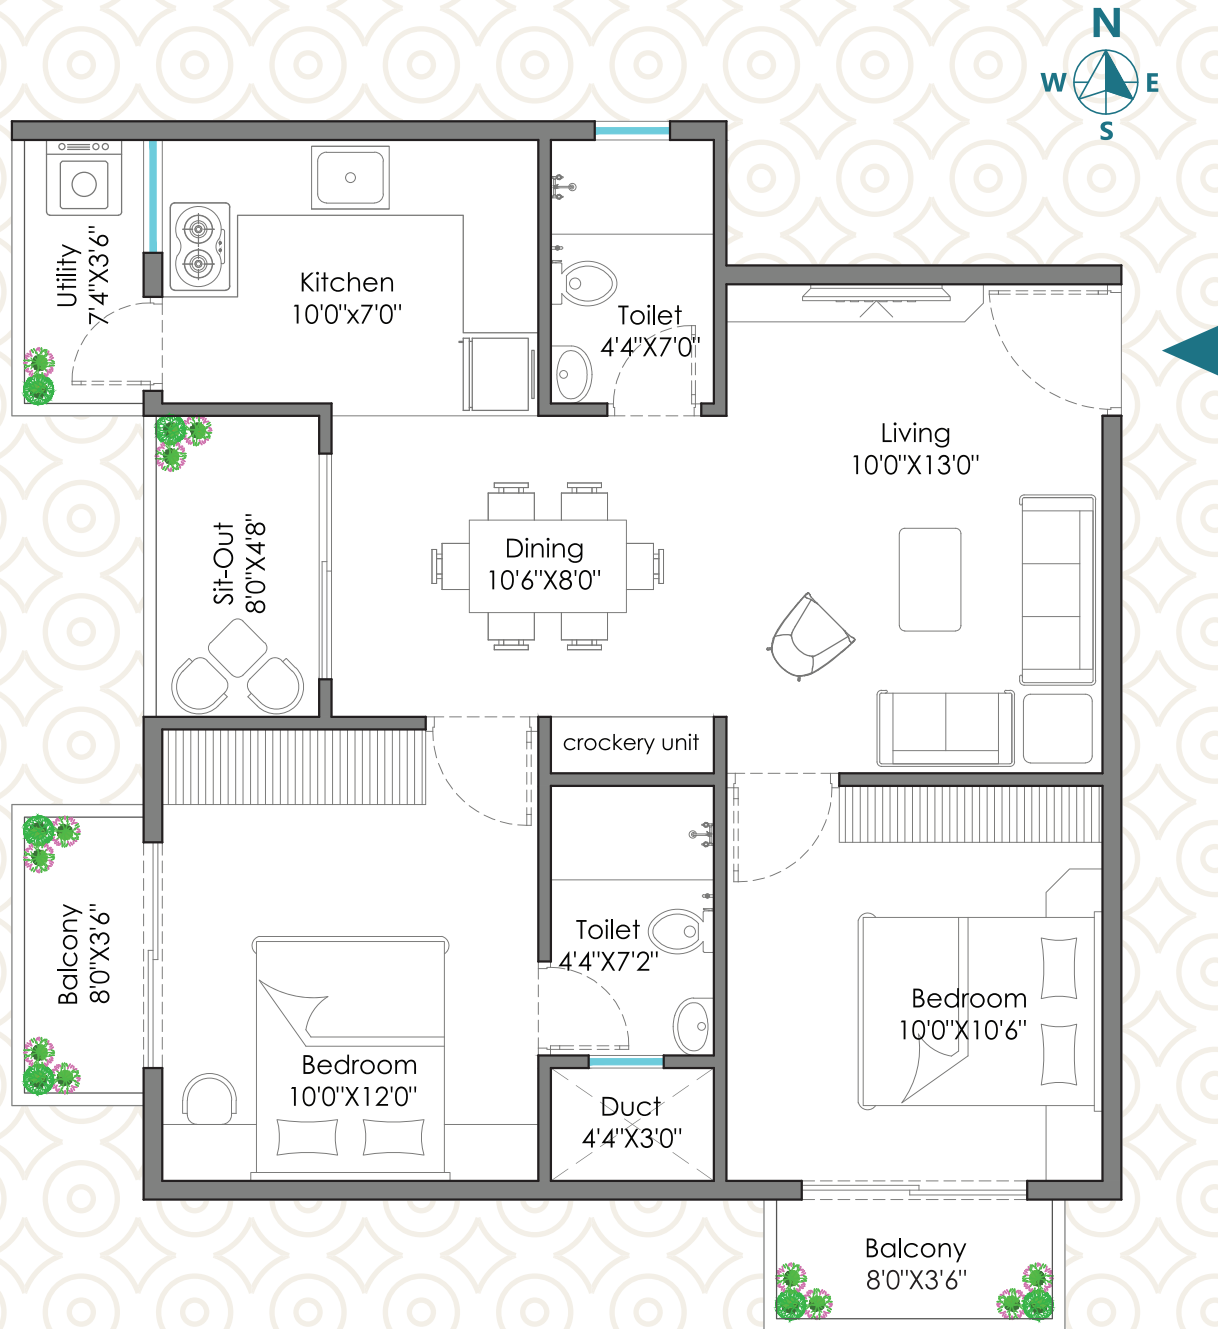 N
W E
S
Utility
7'4"X3'6"
Kitchen
10'0"x7'0"
Toilet
4'4"X7'0"
Living
10'0"X13'0"
Sit-Out
8'0"X4'8"
Dining
10'6"X8'0"
crockery unit
Balcony
8'0"X3'6"
Toilet
4'4"X7'2"
Bedroom
10'0"X10'6"
Bedroom
10'0"X12'0"
Duct
4'4"X3'0"
Balcony
8'0"X3'6"